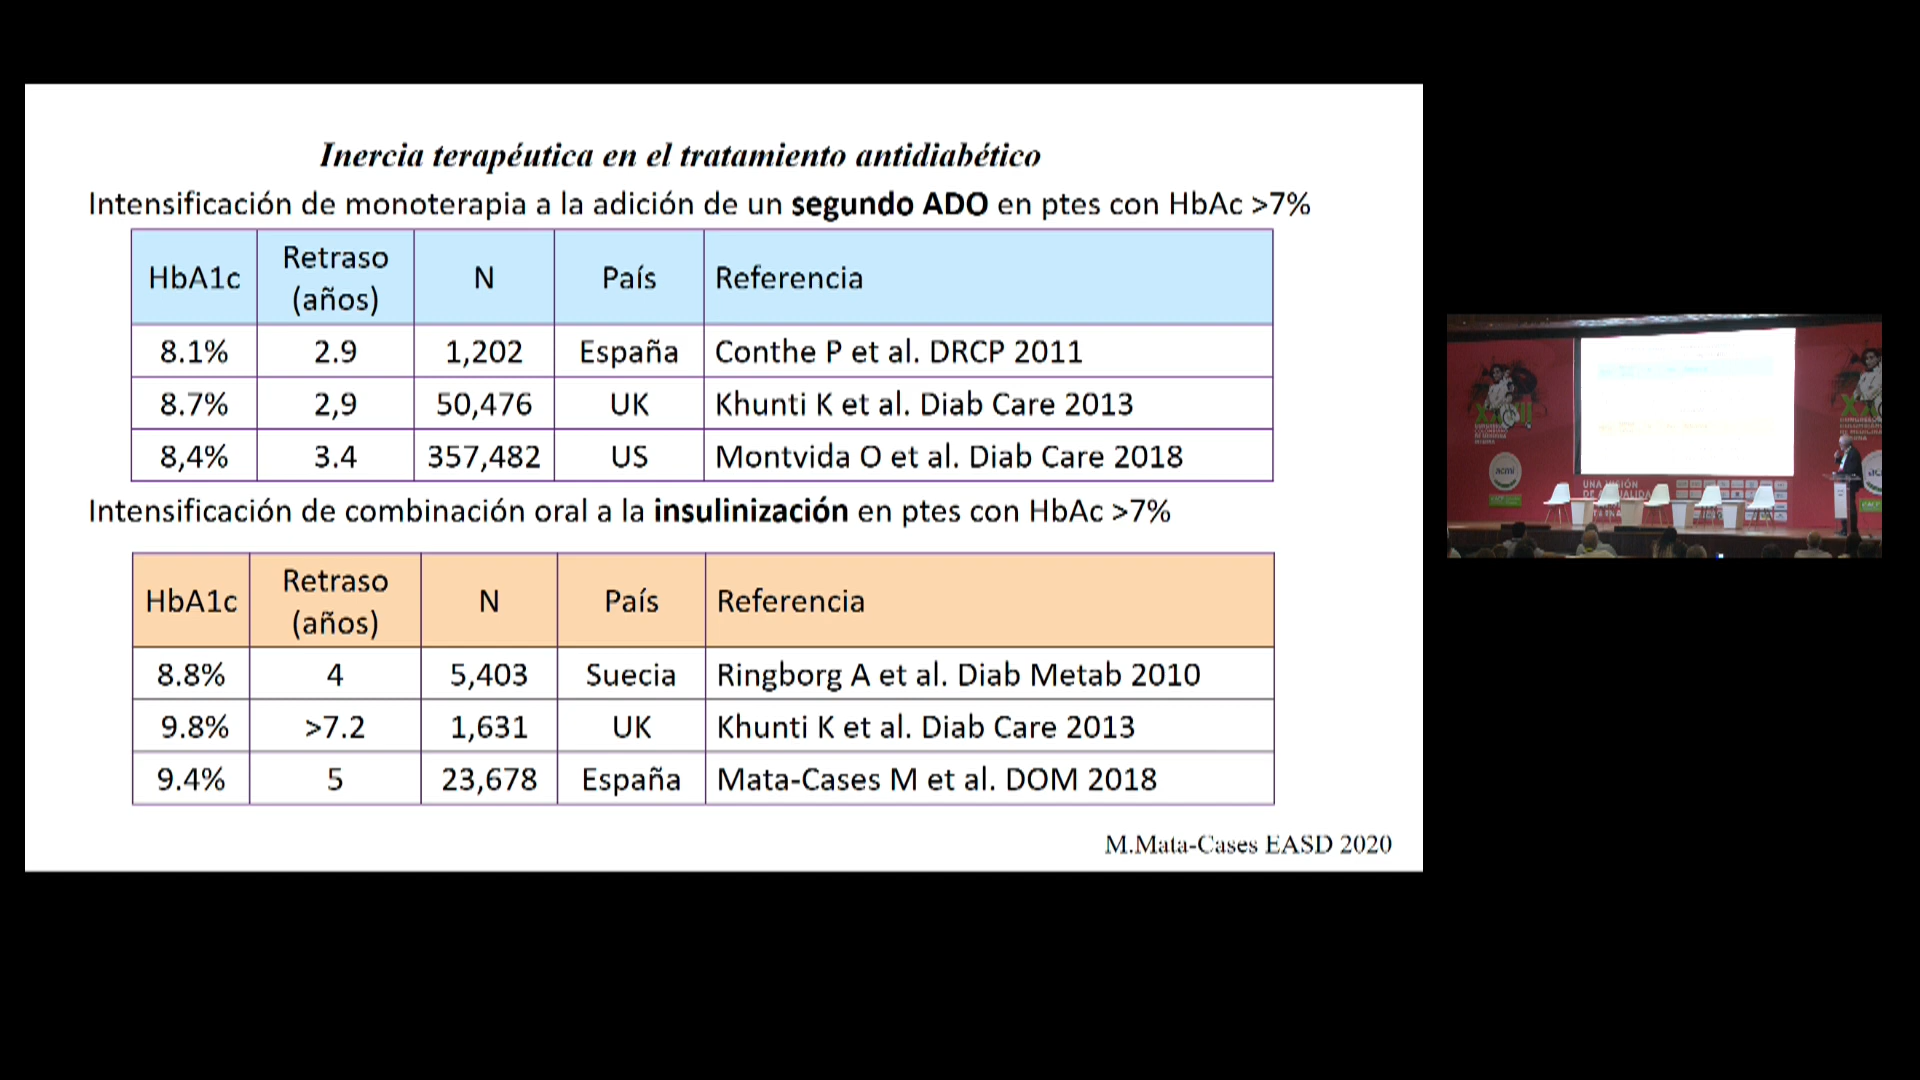 Inercia terapéutica en el tratamiento antidiabético
Intensificación de monoterapia a la adición de un segundo ADO en ptes con HbAc >7%
HbA1c Retraso (años) N País Referencia
8.1% 2.9 1,202 España Conthe P et al. DRCP 2011
8.7% 2,9 50,476 UK Khunti K et al. Diab Care 2013
8,4% 3.4 357,482 US Montvida O et al. Diab Care 2018
Intensificación de combinación oral a la insulinización en ptes con HbAc >7%
HbA1c Retraso (años) N País Referencia
8.8% 4 5,403 Suecia Ringborg A et al. Diab Metab 2010
9.8% >7.2 1,631 UK Khunti K et al. Diab Care 2013
9.4% 5 23,678 España Mata-Cases M et al. DOM 2018
M.Mata-Cases EASD 2020
acmi
UNA VISIÓN